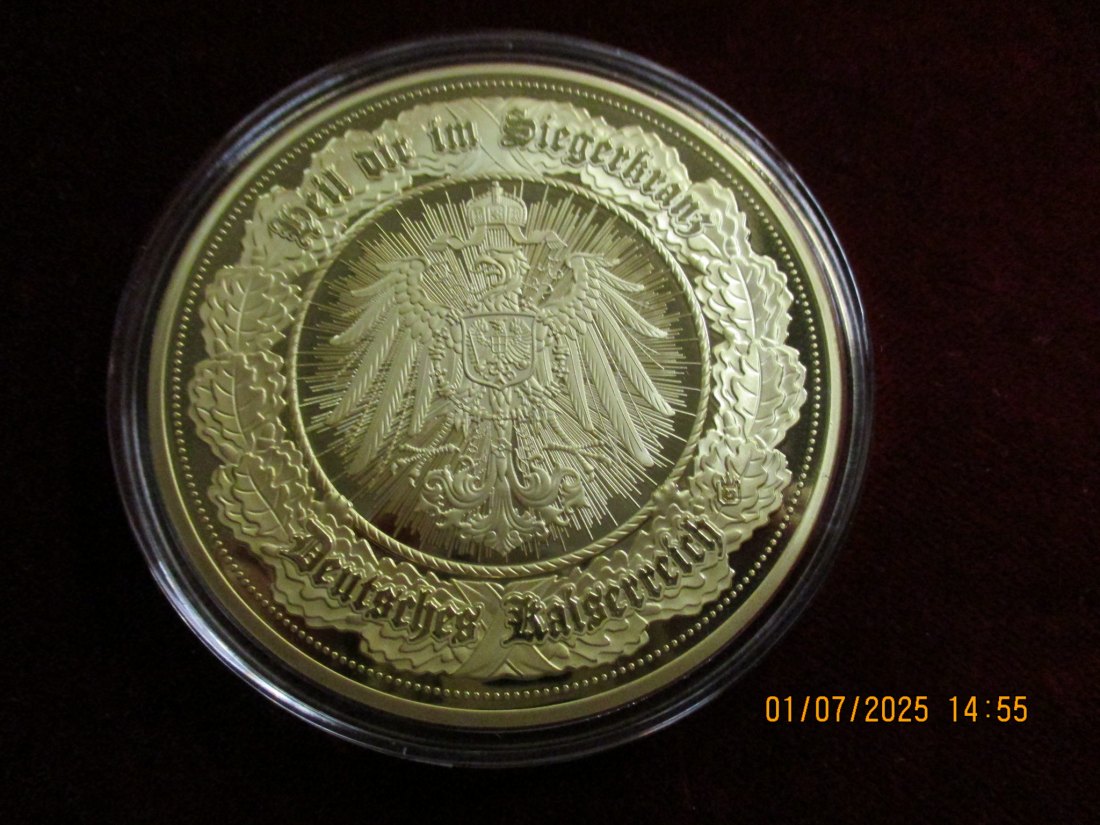 Heil dir im Siegerkranz
Deutsches Kaiserreich
01/07/2025 14:55